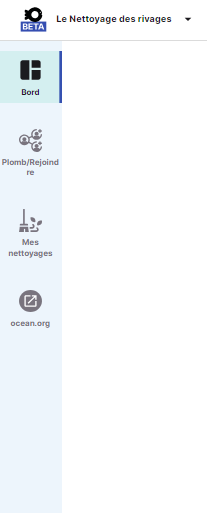 BETA
Le Nettoyage des rivages
Bord
Plomb/Rejoind
re
Mes
nettoyages
ocean.org